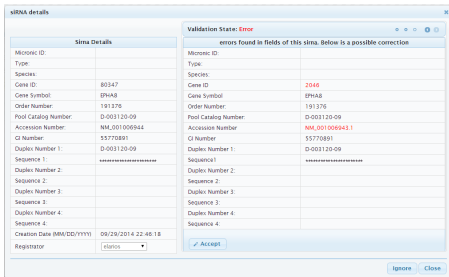 siRNA details
Sirna Details
Micronic ID:
Type:
Species:
Gene ID: 80347
Gene Symbol: EPHA8
Order Number: 191376
Pool Catalog Number: D-003120-09
Accession Number: NM_001006944
GI Number: 55770891
Duplex Number 1: D-003120-09
Sequence 1: ***********************
Duplex Number 2:
Sequence 2:
Duplex Number 3:
Sequence 3:
Duplex Number 4:
Sequence 4:
Creation Date (MM/DD/YYYY) 09/29/2014 22:46:18
Registrator elarios
Validation State: Error
errors found in fields of this sirna. Below is a possible correction
Micronic ID:
Type:
Species:
Gene ID 2046
Gene Symbol: EPHA8
Order Number: 191376
Pool Catalog Number: D-003120-09
Accession Number NM_001006943.1
GI Number: 55770891
Duplex Number 1: D-003120-09
Sequence1 ***********************
Duplex Number 2:
Sequence 2:
Duplex Number 3:
Sequence 3:
Duplex Number 4:
Sequence 4:
Accept
Ignore Close